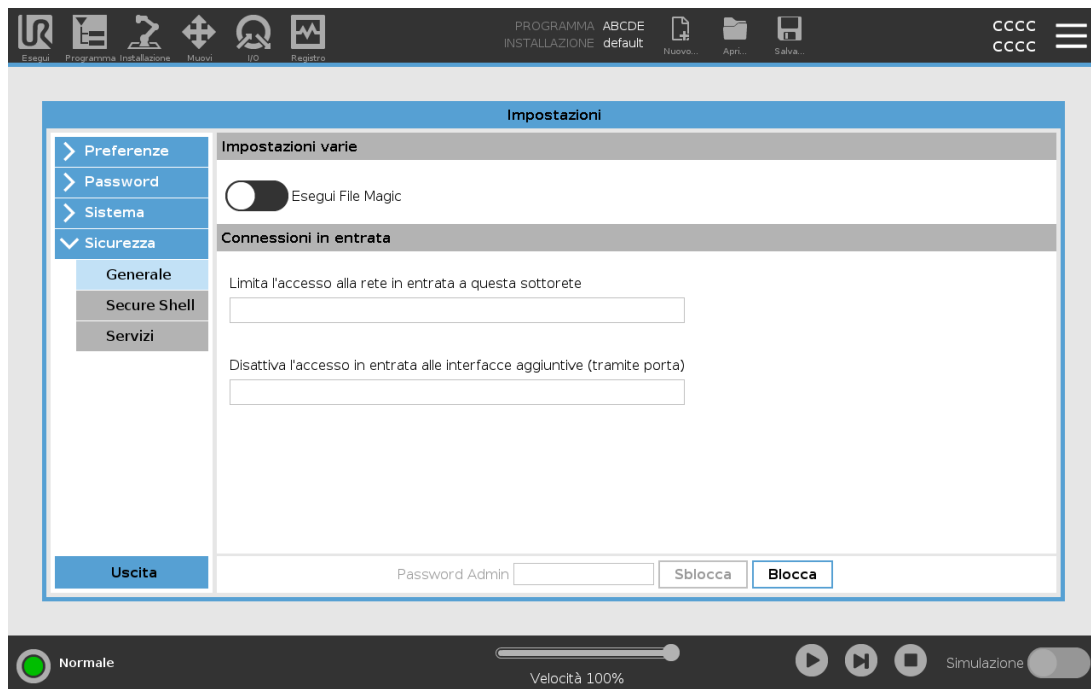 UR
PROGRAMMA ABCDE
INSTALLAZIONE default
CCCC
CCCC
Esegui
Programma
Installazione
Muovi
I/O
Registro
Nuovo...
Apri...
Salva...
Impostazioni
Preferenze
Password
Sistema
Sicurezza
Generale
Secure Shell
Servizi
Uscita
Impostazioni varie
Esegui File Magic
Connessioni in entrata
Limita l'accesso alla rete in entrata a questa sottorete
Disattiva l'accesso in entrata alle interfacce aggiuntive (tramite porta)
Password Admin
Sblocca
Blocca
Normale
Velocità 100%
Simulazione